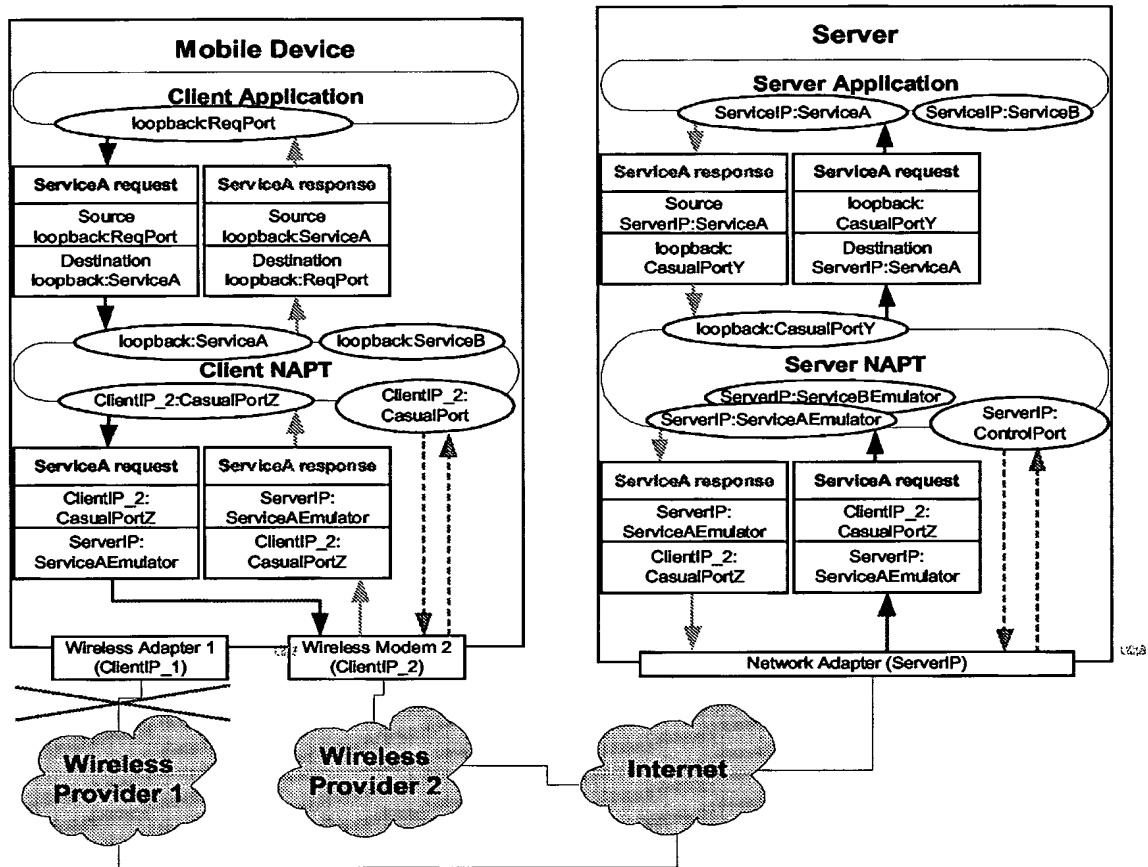 Mobile Device
Client Application
loopback:ReqPort
ServiceA request
Source
loopback:ReqPort
Destination
loopback:ServiceA
ServiceA response
Source
loopback:ServiceA
Destination
loopback:ReqPort
loopback:ServiceA
loopback:ServiceB
Client NAPT
ClientIP_2:CasualPortZ
ClientIP_2:
CasualPort
ServiceA request
ClientIP_2:
CasualPortZ
ServerIP:
ServiceAEmulator
ServiceA response
ServerIP:
ServiceAEmulator
ClientIP_2:
CasualPortZ
Wireless Adapter 1
(ClientIP_1)
Wireless Modem 2
(ClientIP_2)
Wireless
Provider 1
Wireless
Provider 2
Internet
Server
Server Application
ServiceIP:ServiceA
ServiceIP:ServiceB
ServiceA response
Source
ServerIP:ServiceA
loopback:
CasualPortY
ServiceA request
loopback:
CasualPortY
Destination
ServerIP:ServiceA
loopback:CasualPortY
Server NAPT
ServerIP:ServiceBEmulator
ServerIP:ServiceAEmulator
ServerIP:
ControlPort
ServiceA response
ServerIP:
ServiceAEmulator
ClientIP_2:
CasualPortZ
ServiceA request
ClientIP_2:
CasualPortZ
ServerIP:
ServiceAEmulator
Network Adapter (ServerIP)